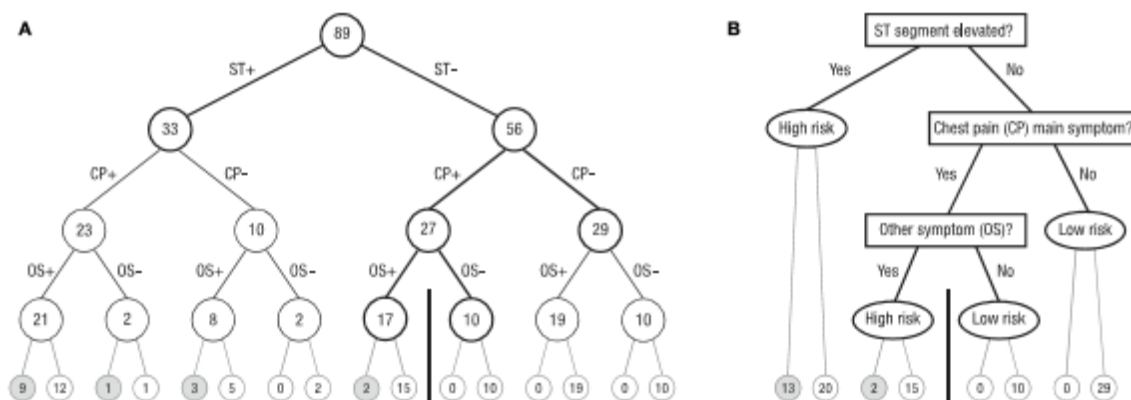 A
89
ST+ ST−
33 56
CP+ CP− CP+ CP−
23 10 27 29
OS+ OS− OS+ OS− OS+ OS− OS+ OS−
21 2 8 2 17 10 19 10
9 12 1 1 3 5 0 2 2 15 0 10 0 19 0 10
B
ST segment elevated?
Yes No
High risk Chest pain (CP) main symptom?
Yes No
Other symptom (OS)? Low risk
Yes No
High risk Low risk
13 20 2 15 0 10 0 29